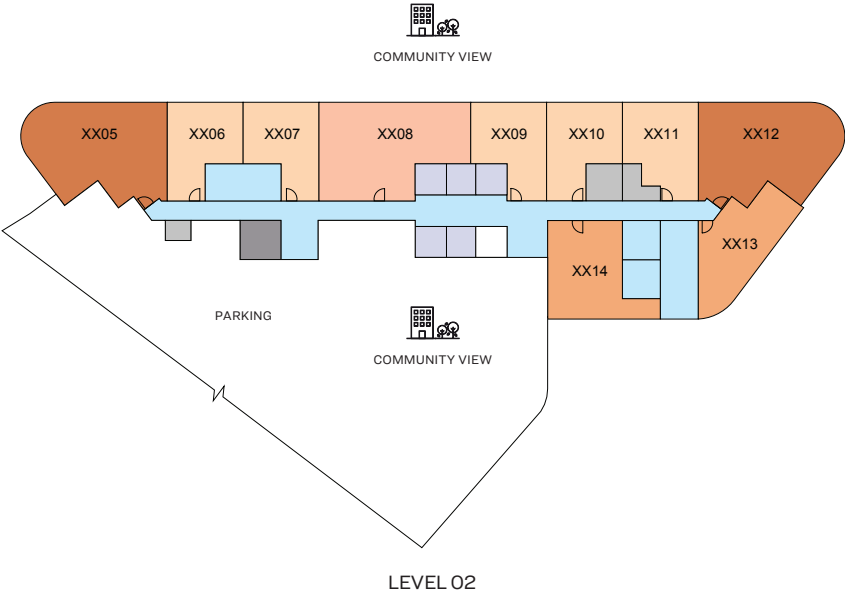 COMMUNITY VIEW
XX05
XX06
XX07
XX08
XX09
XX10
XX11
XX12
XX13
XX14
PARKING
COMMUNITY VIEW
LEVEL 02